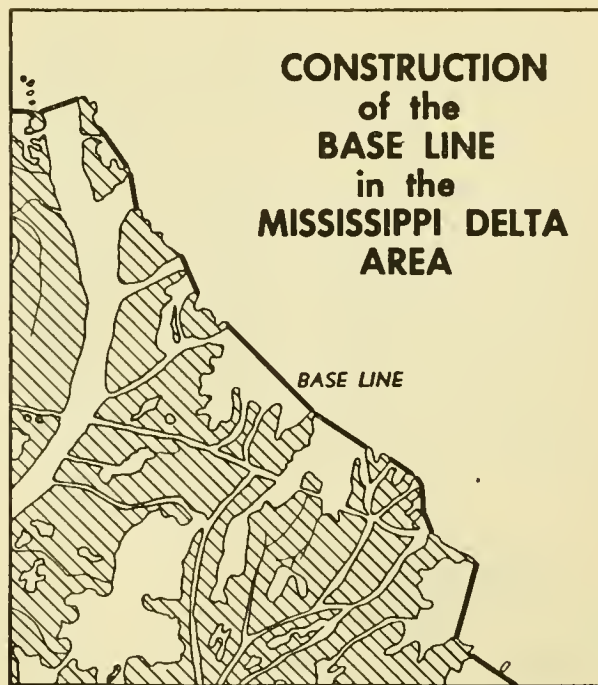 CONSTRUCTION
of the
BASE LINE
in the
MISSISSIPPI DELTA
AREA
BASE LINE